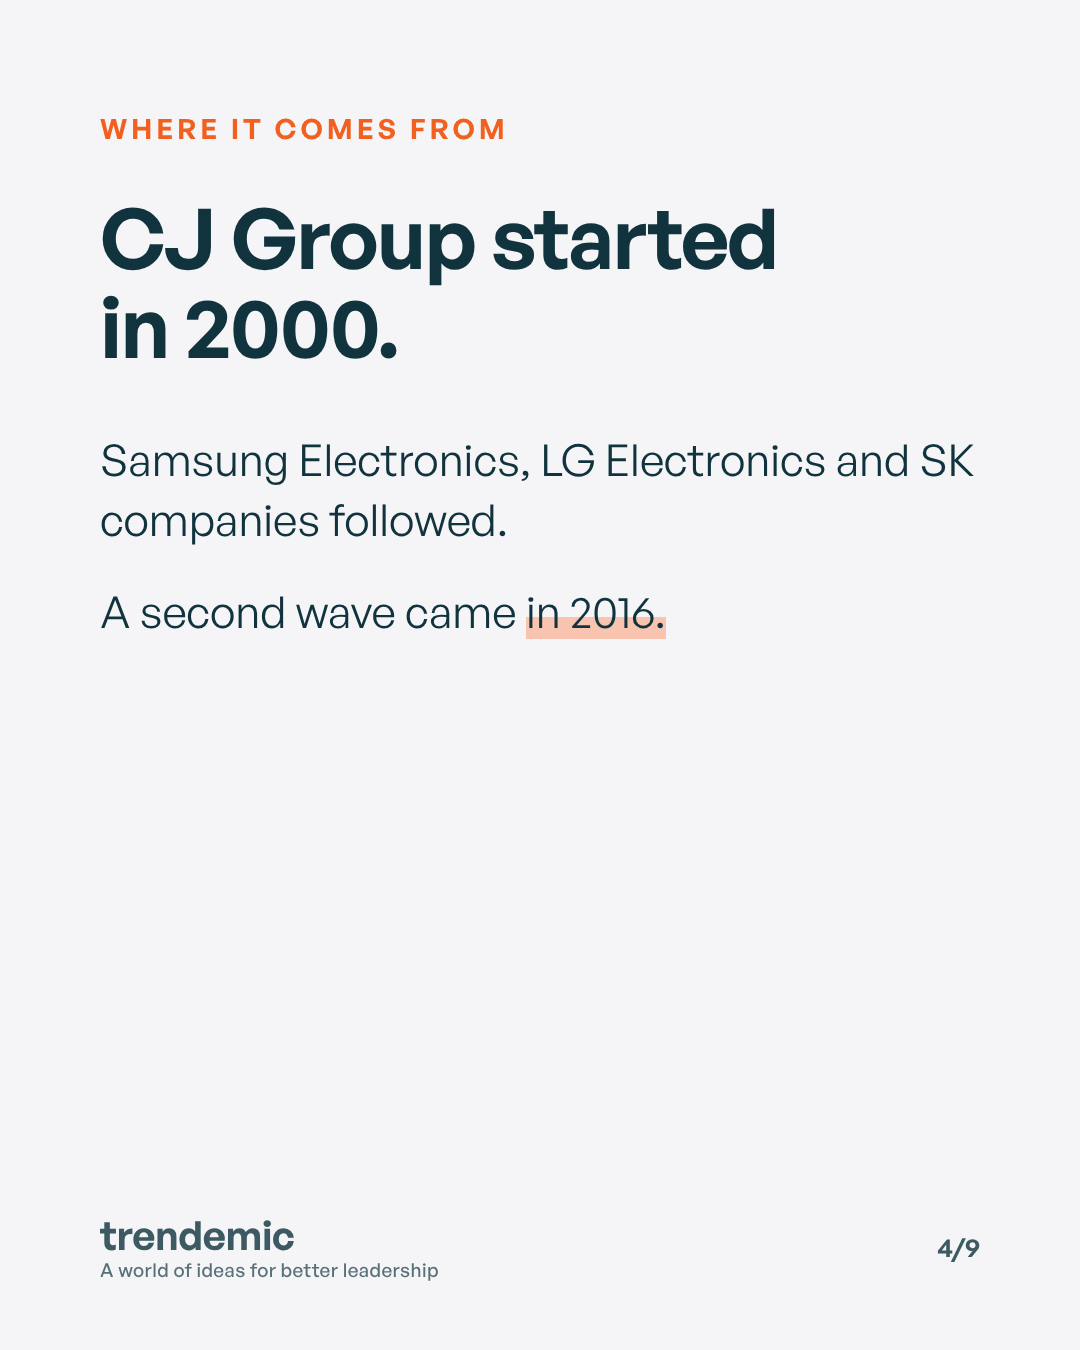 WHERE IT COMES FROM
CJ Group started
in 2000.
Samsung Electronics, LG Electronics and SK
companies followed.
A second wave came in 2016.
trendemic
A world of ideas for better leadership
4/9